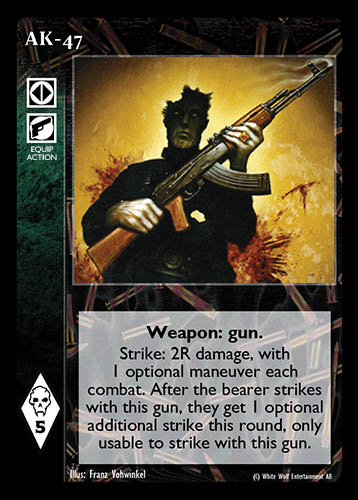 AK-47
EQUIP
ACTION
Weapon: gun.
Strike: 2R damage, with
1 optional maneuver each
combat. After the bearer strikes
with this gun, they get 1 optional
additional strike this round, only
usable to strike with this gun.
5
Illus: Franz Vohwinkel
(C) White Wolf Entertainment AB